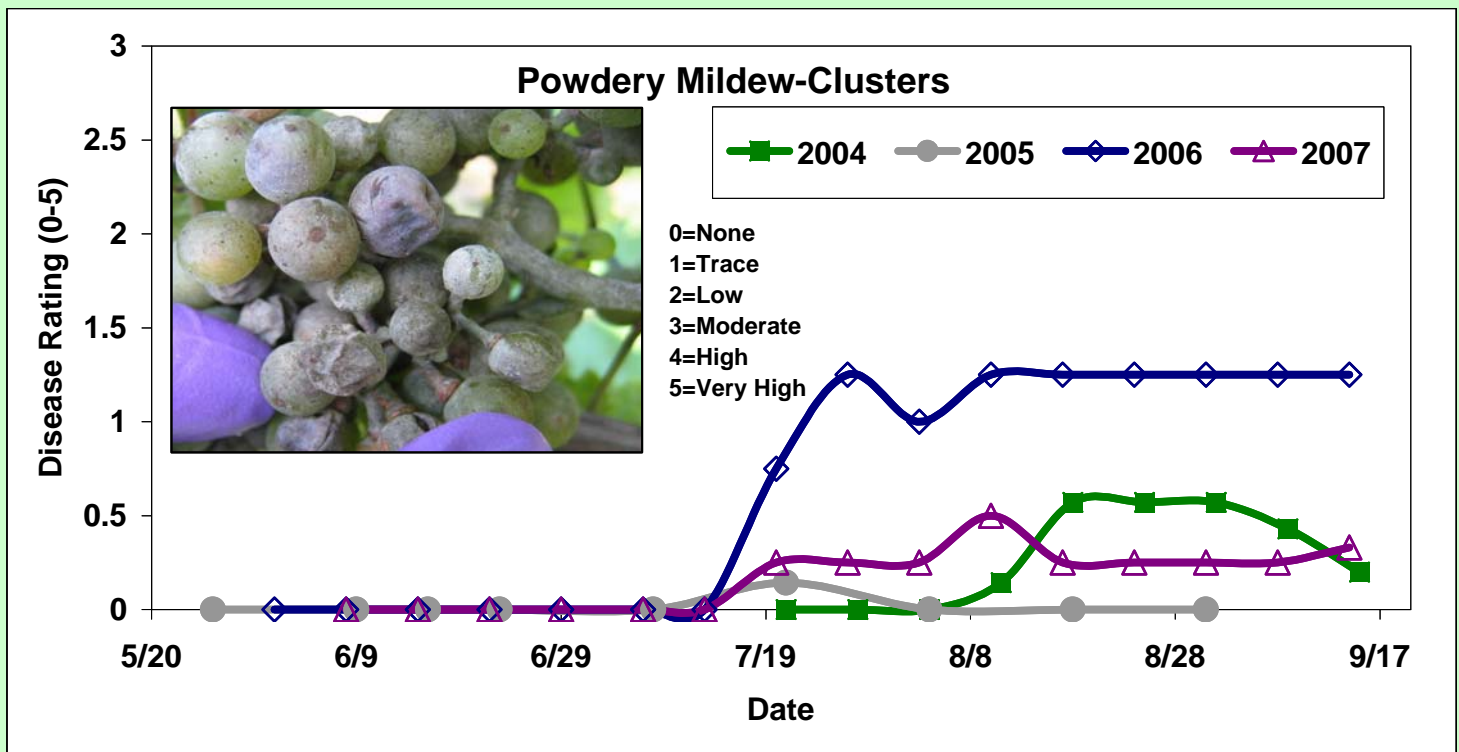 Powdery Mildew-Clusters
3
2.5
2
1.5
1
0.5
0
Disease Rating (0-5)
2004 2005 2006 2007
0=None
1=Trace
2=Low
3=Moderate
4=High
5=Very High
5/20 6/9 6/29 7/19 8/8 8/28 9/17
Date